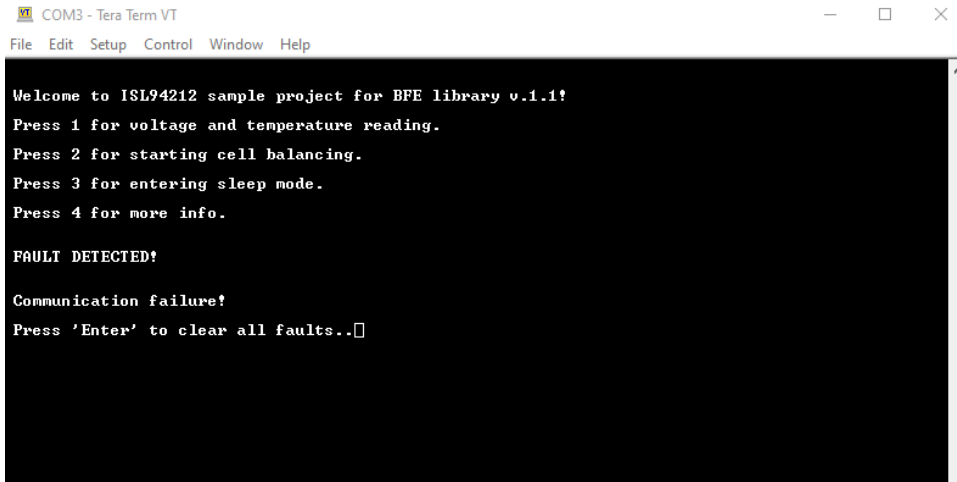 COM3 - Tera Term VT
File Edit Setup Control Window Help
Welcome to ISL94212 sample project for BFE library v.1.1!
Press 1 for voltage and temperature reading.
Press 2 for starting cell balancing.
Press 3 for entering sleep mode.
Press 4 for more info.
FAULT DETECTED!
Communication failure!
Press 'Enter' to clear all faults..